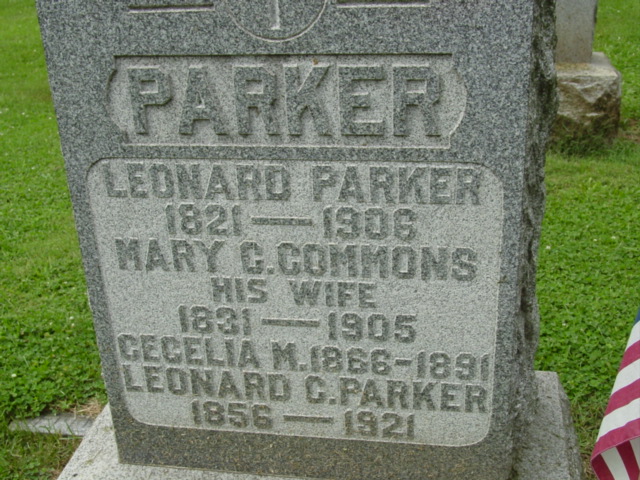 PARKER
LEONARD PARKER
1821 — 1906
MARY C. COMMONS
HIS WIFE
1831 — 1905
CECELIA M. 1866-1891
LEONARD C. PARKER
1856 — 1921